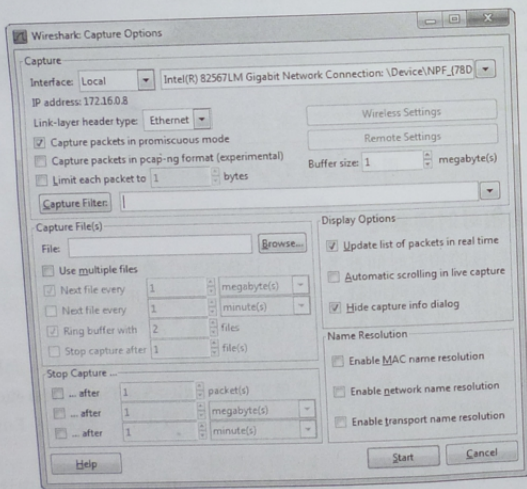 Wireshark: Capture Options
Capture
Interface: Local Intel(R) 82567LM Gigabit Network Connection: \Device\NPF_{78D
IP address: 172.16.0.8
Link-layer header type: Ethernet Wireless Settings
Capture packets in promiscuous mode Remote Settings
Capture packets in pcap-ng format (experimental) Buffer size: 1 megabyte(s)
Limit each packet to 1 bytes
Capture Filter:
Capture File(s)
File: Browse...
Use multiple files
Next file every 1 megabyte(s)
Next file every 1 minute(s)
Ring buffer with 2 files
Stop capture after 1 file(s)
Stop Capture ...
... after 1 packet(s)
... after 1 megabyte(s)
... after 1 minute(s)
Display Options
Update list of packets in real time
Automatic scrolling in live capture
Hide capture info dialog
Name Resolution
Enable MAC name resolution
Enable network name resolution
Enable transport name resolution
Help Start Cancel